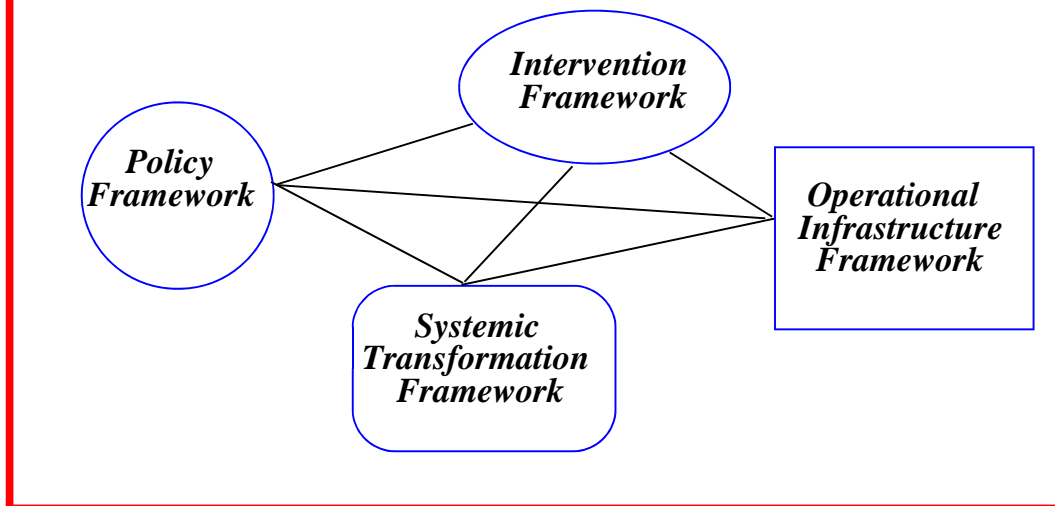 Intervention
Framework
Policy
Framework
Operational
Infrastructure
Framework
Systemic
Transformation
Framework